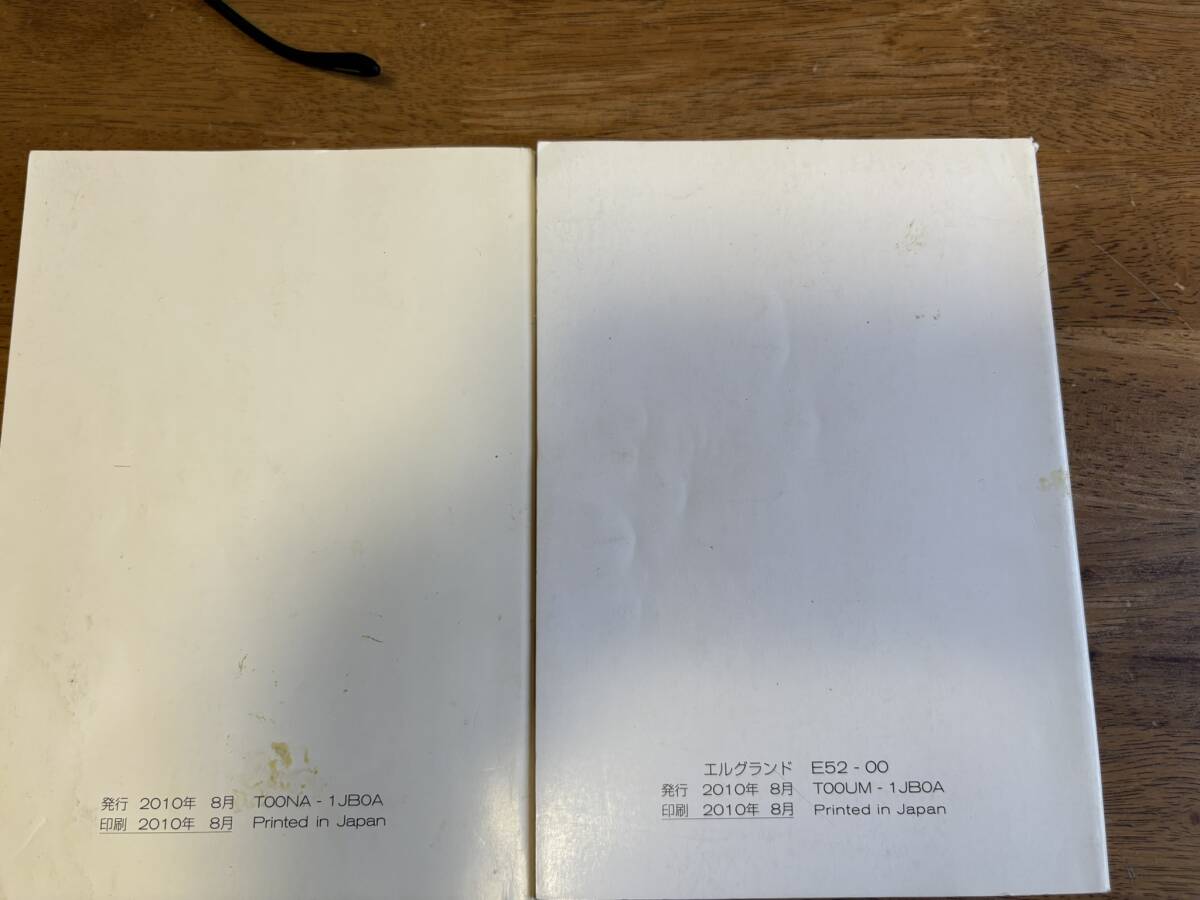 発行 2010年 8月 T00NA - 1JB0A
印刷 2010年 8月 Printed in Japan
エルグランド E52 - 00
発行 2010年 8月 T00UM - 1JB0A
印刷 2010年 8月 Printed in Japan